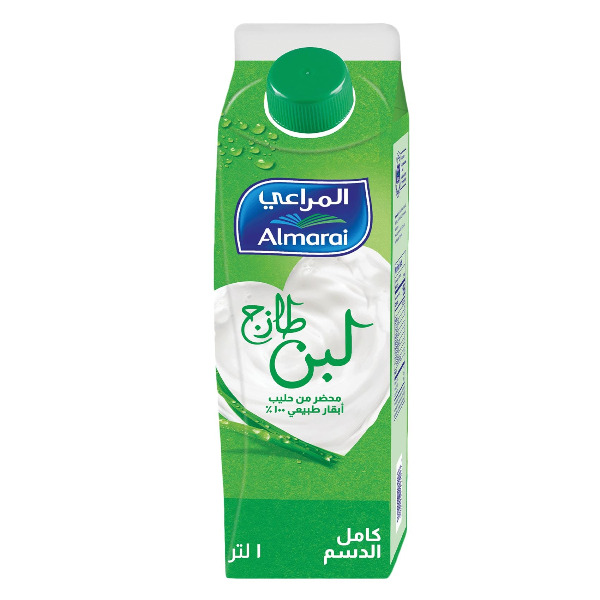 المراعي
Almarai
لبن طازج
محضر من حليب
أبقار طبيعي ١٠٠٪
كامل
الدسم
١ لتر